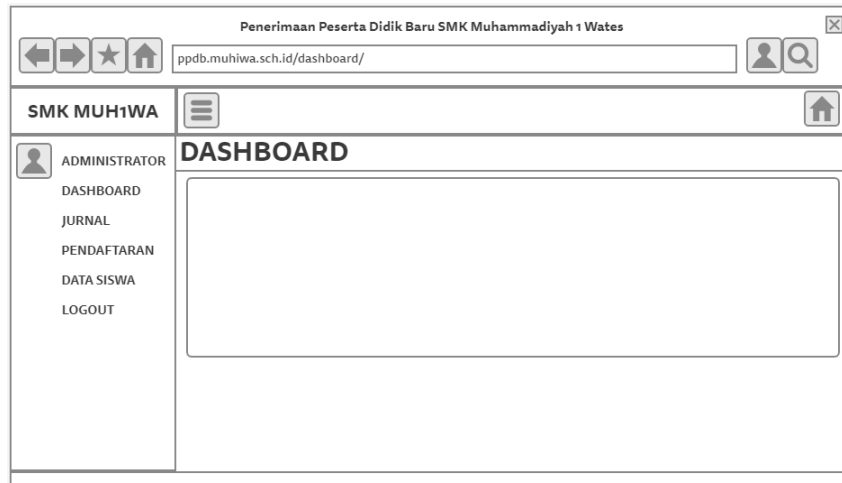 Penerimaan Peserta Didik Baru SMK Muhammadiyah 1 Wates
ppdb.muhiwa.sch.id/dashboard/
SMK MUH1WA
ADMINISTRATOR
DASHBOARD
JURNAL
PENDAFTARAN
DATA SISWA
LOGOUT
DASHBOARD